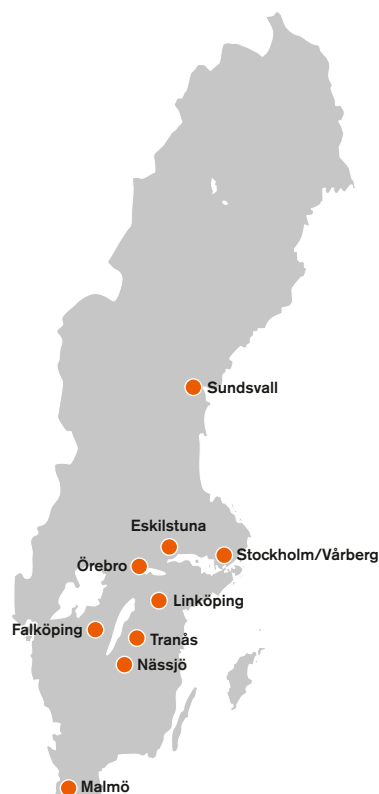 Sundsvall
Eskilstuna
Stockholm/Vårberg
Örebro
Linköping
Falköping
Tranås
Nässjö
Malmö